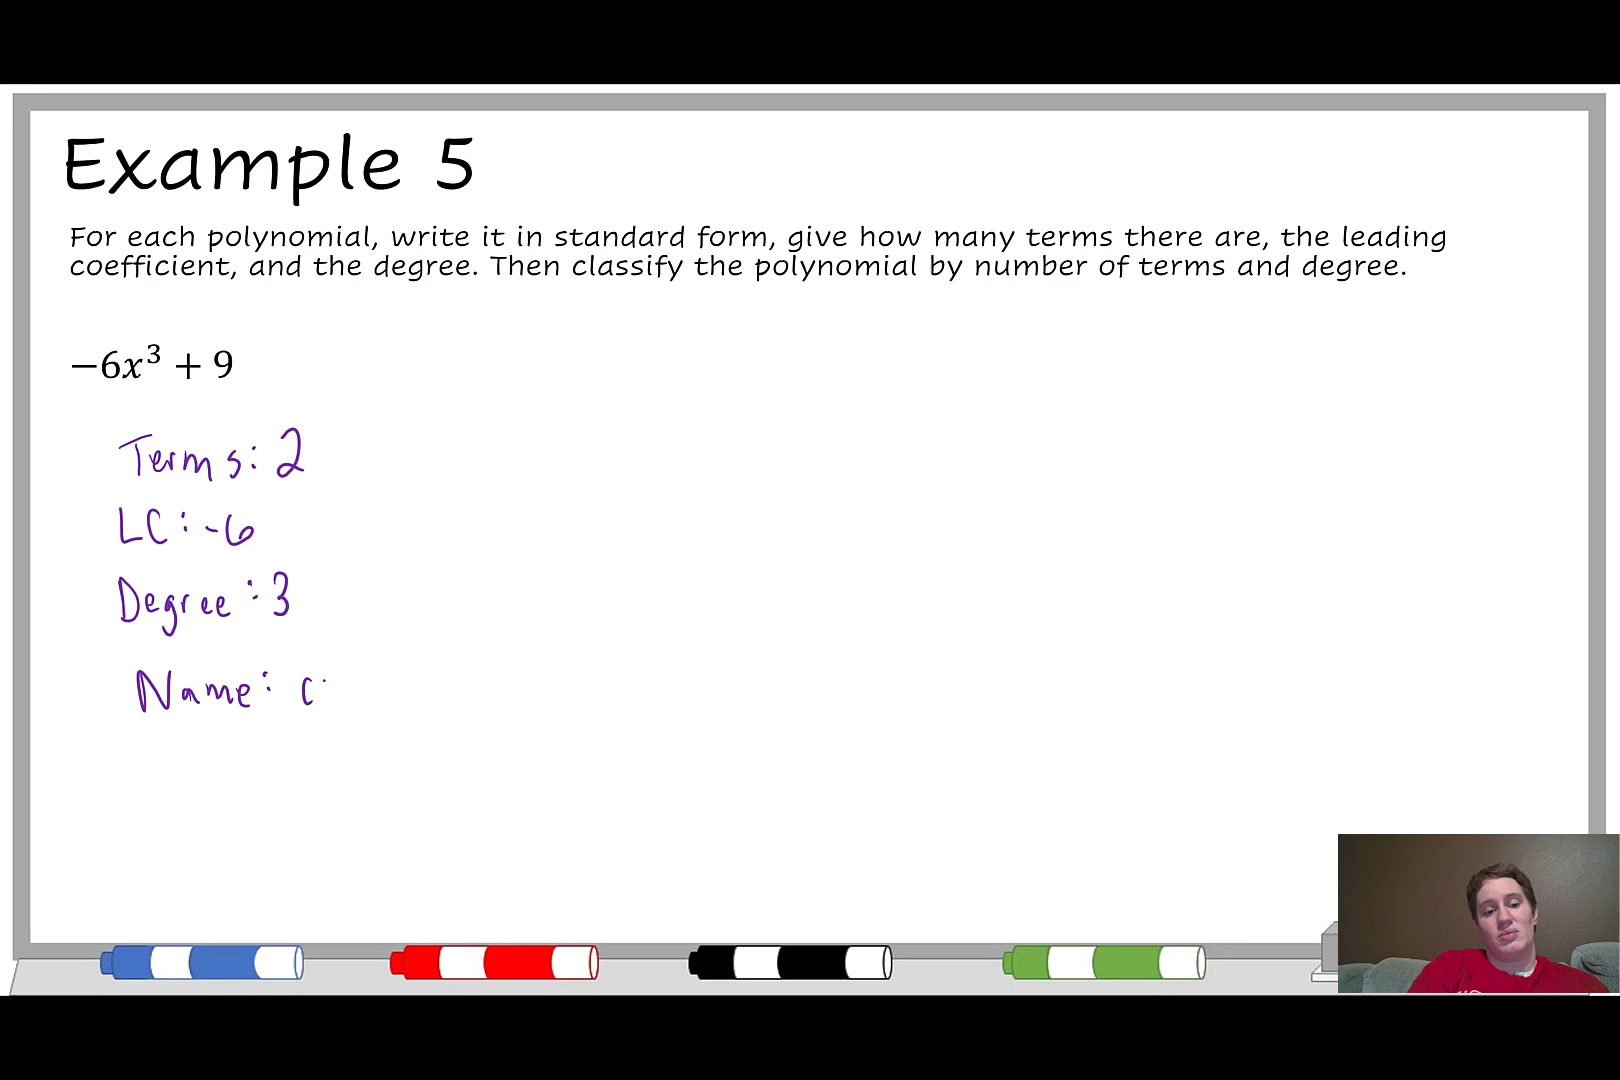 Example 5
For each polynomial, write it in standard form, give how many terms there are, the leading
coefficient, and the degree. Then classify the polynomial by number of terms and degree.
−6x³ + 9
Terms: 2
LC: -6
Degree: 3
Name: c